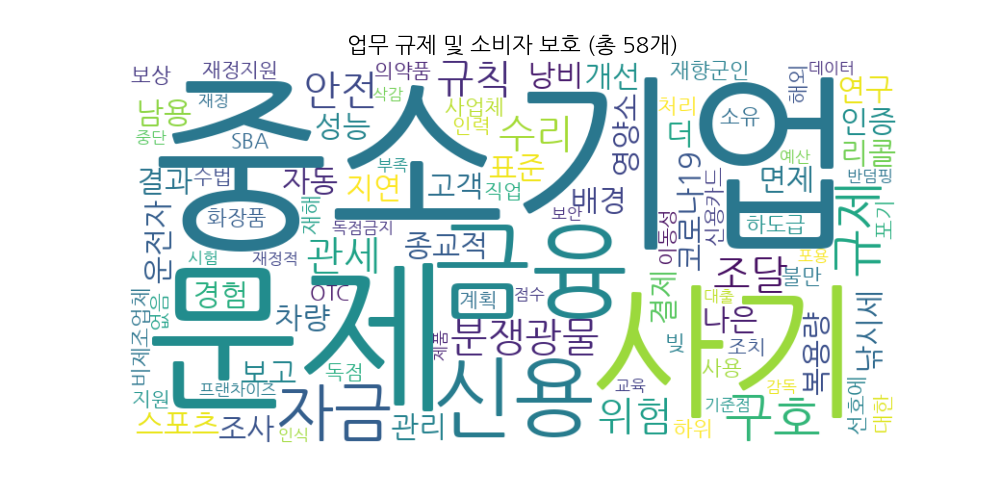 업무 규제 및 소비자 보호 (총 58개)
보상
재정지원
의약품
규칙
낭비
개선
재향군인
해외
데이터
중소기업
남용
재정
안전
삭감
사업체
처리
연구
중단
SBA
성능
인력
수리
영양소
더
소유
인증
결과
수법
자동
부족
지연
고객
직업
표준
배경
코로나19
신용카드
면제
예산
리콜
반덤핑
운전자
화장품
재해
독점금지
종교적
보안
이동성
하도급
규제
포기
시험
재정적
관세
금융
조달
불만
포용
비제조업체
없음
경험
OTC
문제
계획
점수
사기
결제
대출
나은
낚시세
차량
분쟁광물
제품
빚
조치
복용량
지원
보고
독점
프랜차이즈
신용
교육
사용
감독
스포츠
조사
인식
자금
관리
위험
하위
기준점
구호
선호에
대한